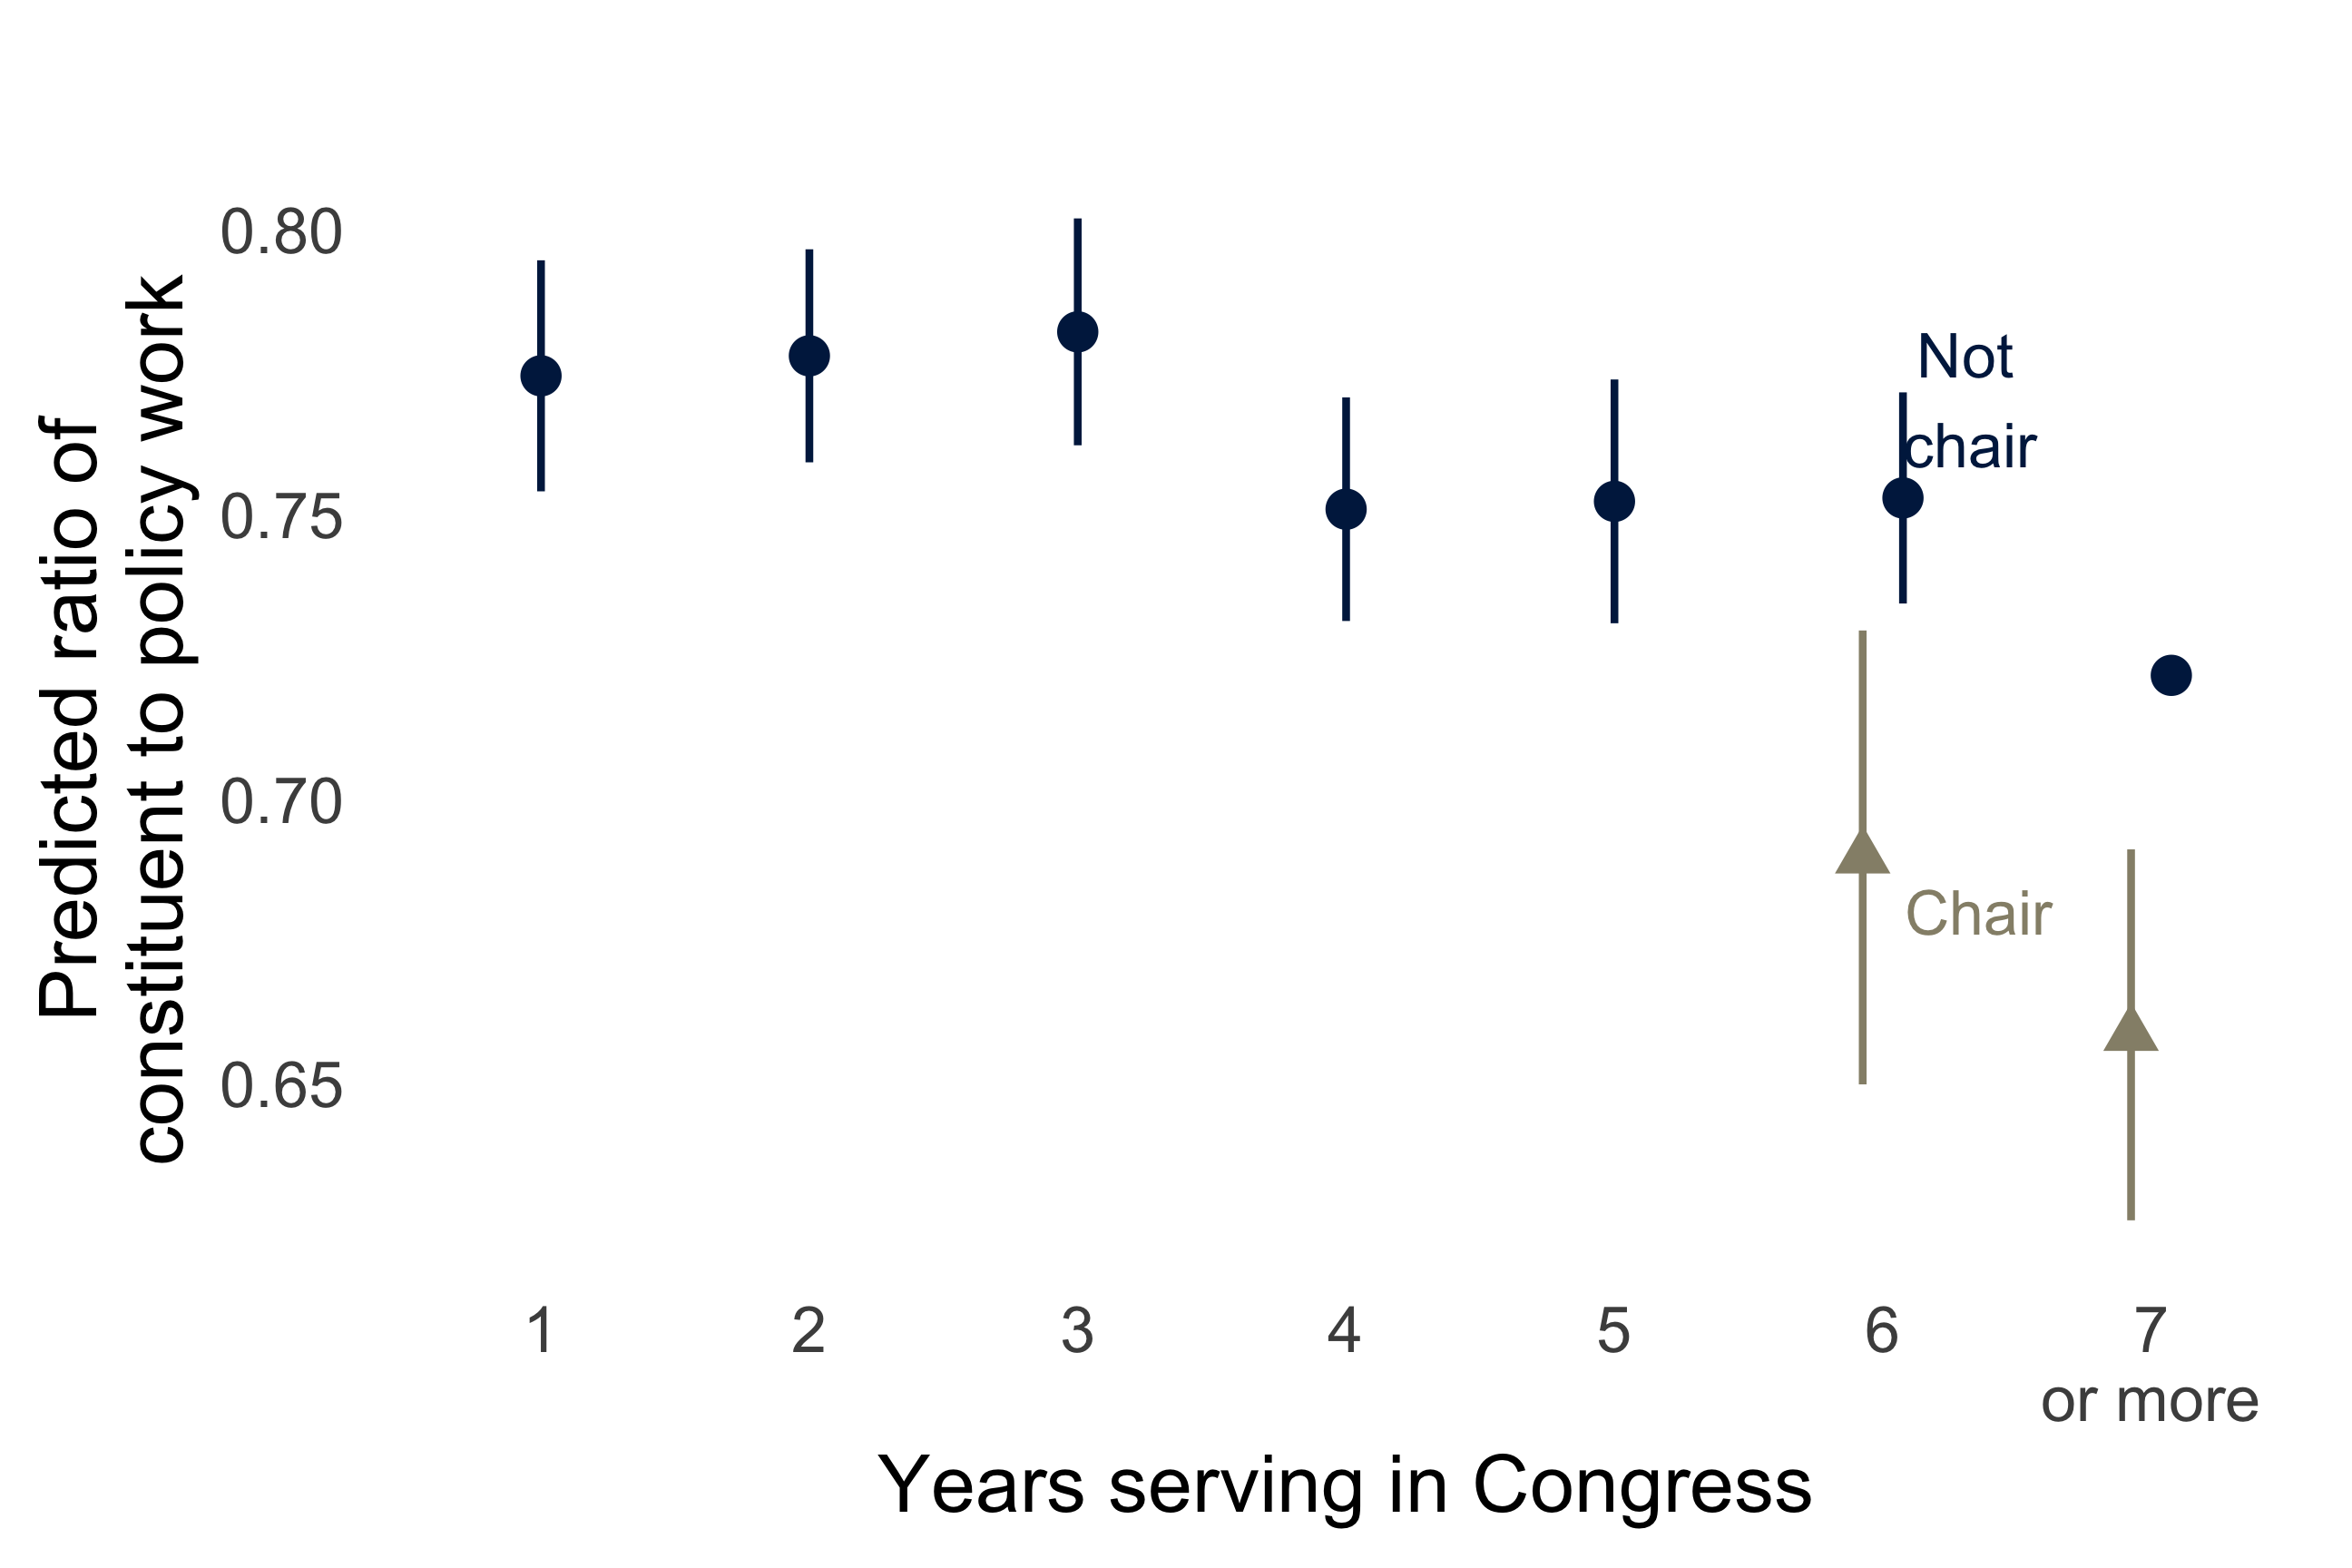 Predicted ratio of
constituent to policy work
0.80
0.75
0.70
0.65
Not
chair
Chair
1
2
3
4
5
6
7
or more
Years serving in Congress